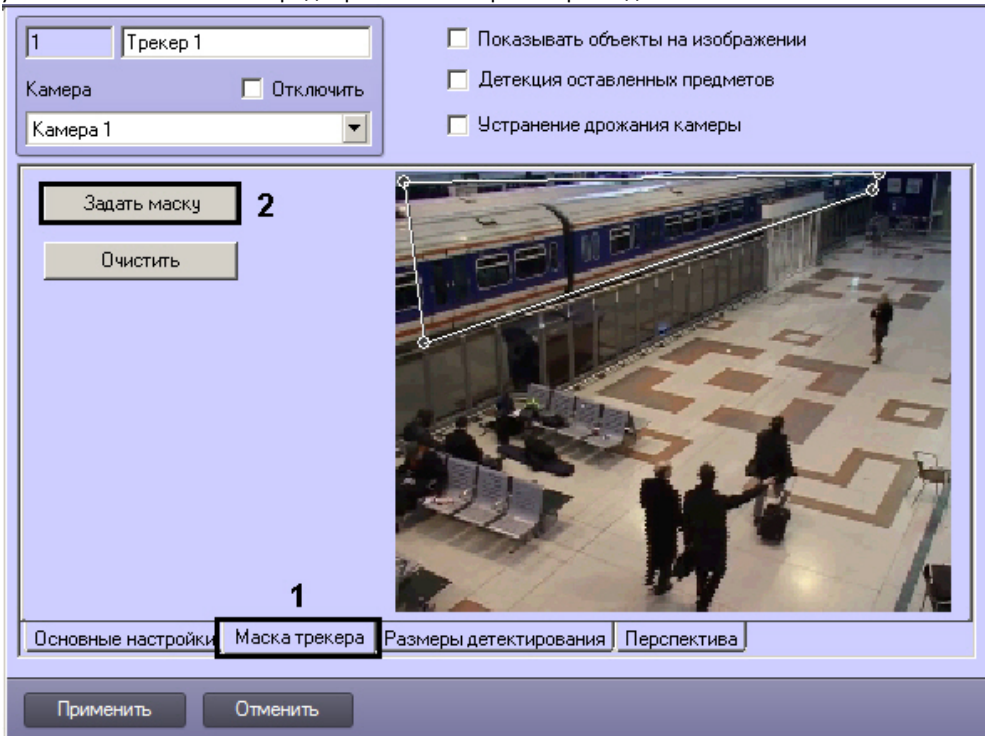 1
Трекер 1
Камера
Отключить
Камера 1
Показывать объекты на изображении
Детекция оставленных предметов
Устранение дрожания камеры
Задать маску
2
Очистить
1
Основные настройки
Маска трекера
Размеры детектирования
Перспектива
Применить
Отменить